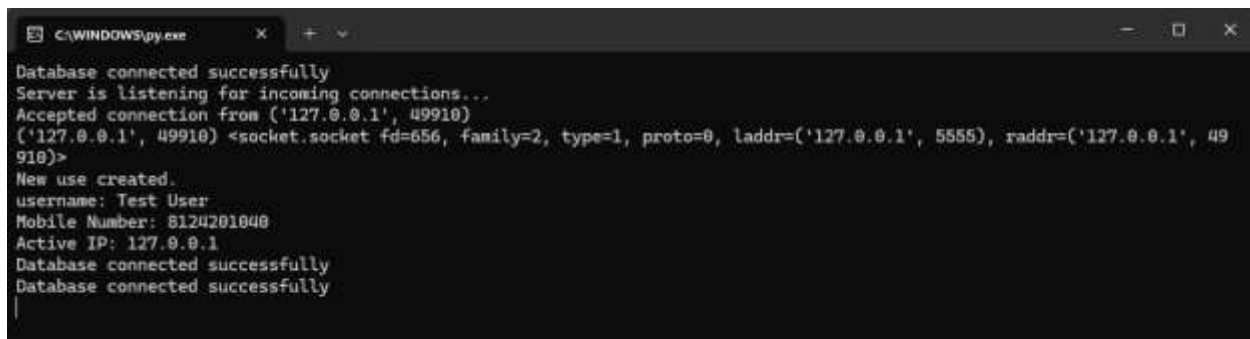 C:\WINDOWS\py.exe
Database connected successfully
Server is listening for incoming connections...
Accepted connection from ('127.0.0.1', 49910)
('127.0.0.1', 49910) <socket.socket fd=656, family=2, type=1, proto=0, laddr=('127.0.0.1', 5555), raddr=('127.0.0.1', 49
910)>
New use created.
username: Test User
Mobile Number: 8124201040
Active IP: 127.0.0.1
Database connected successfully
Database connected successfully